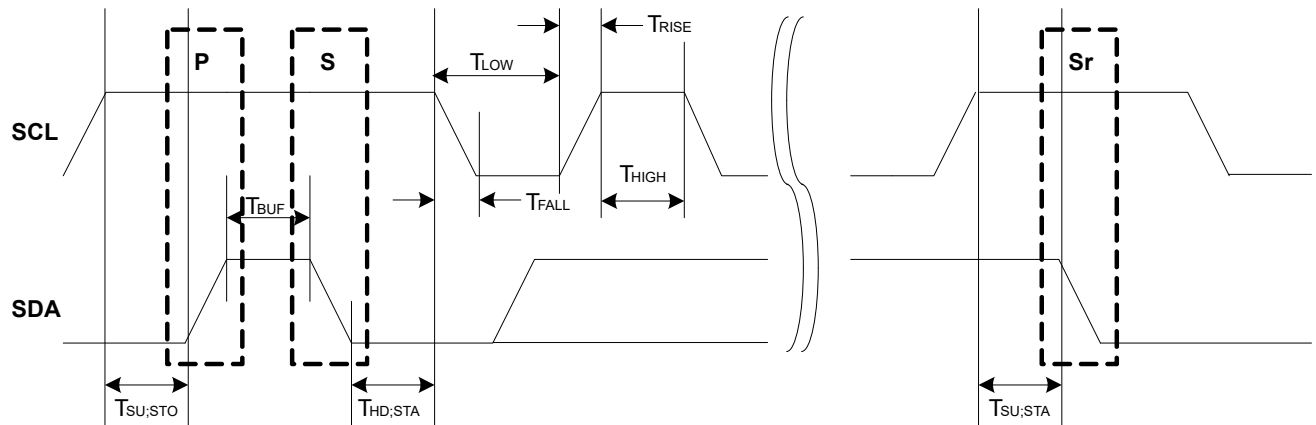 TRISE
P
S
TLOW
Sr
SCL
THIGH
TFALL
TBUF
SDA
TSU;STO
THD;STA
TSU;STA